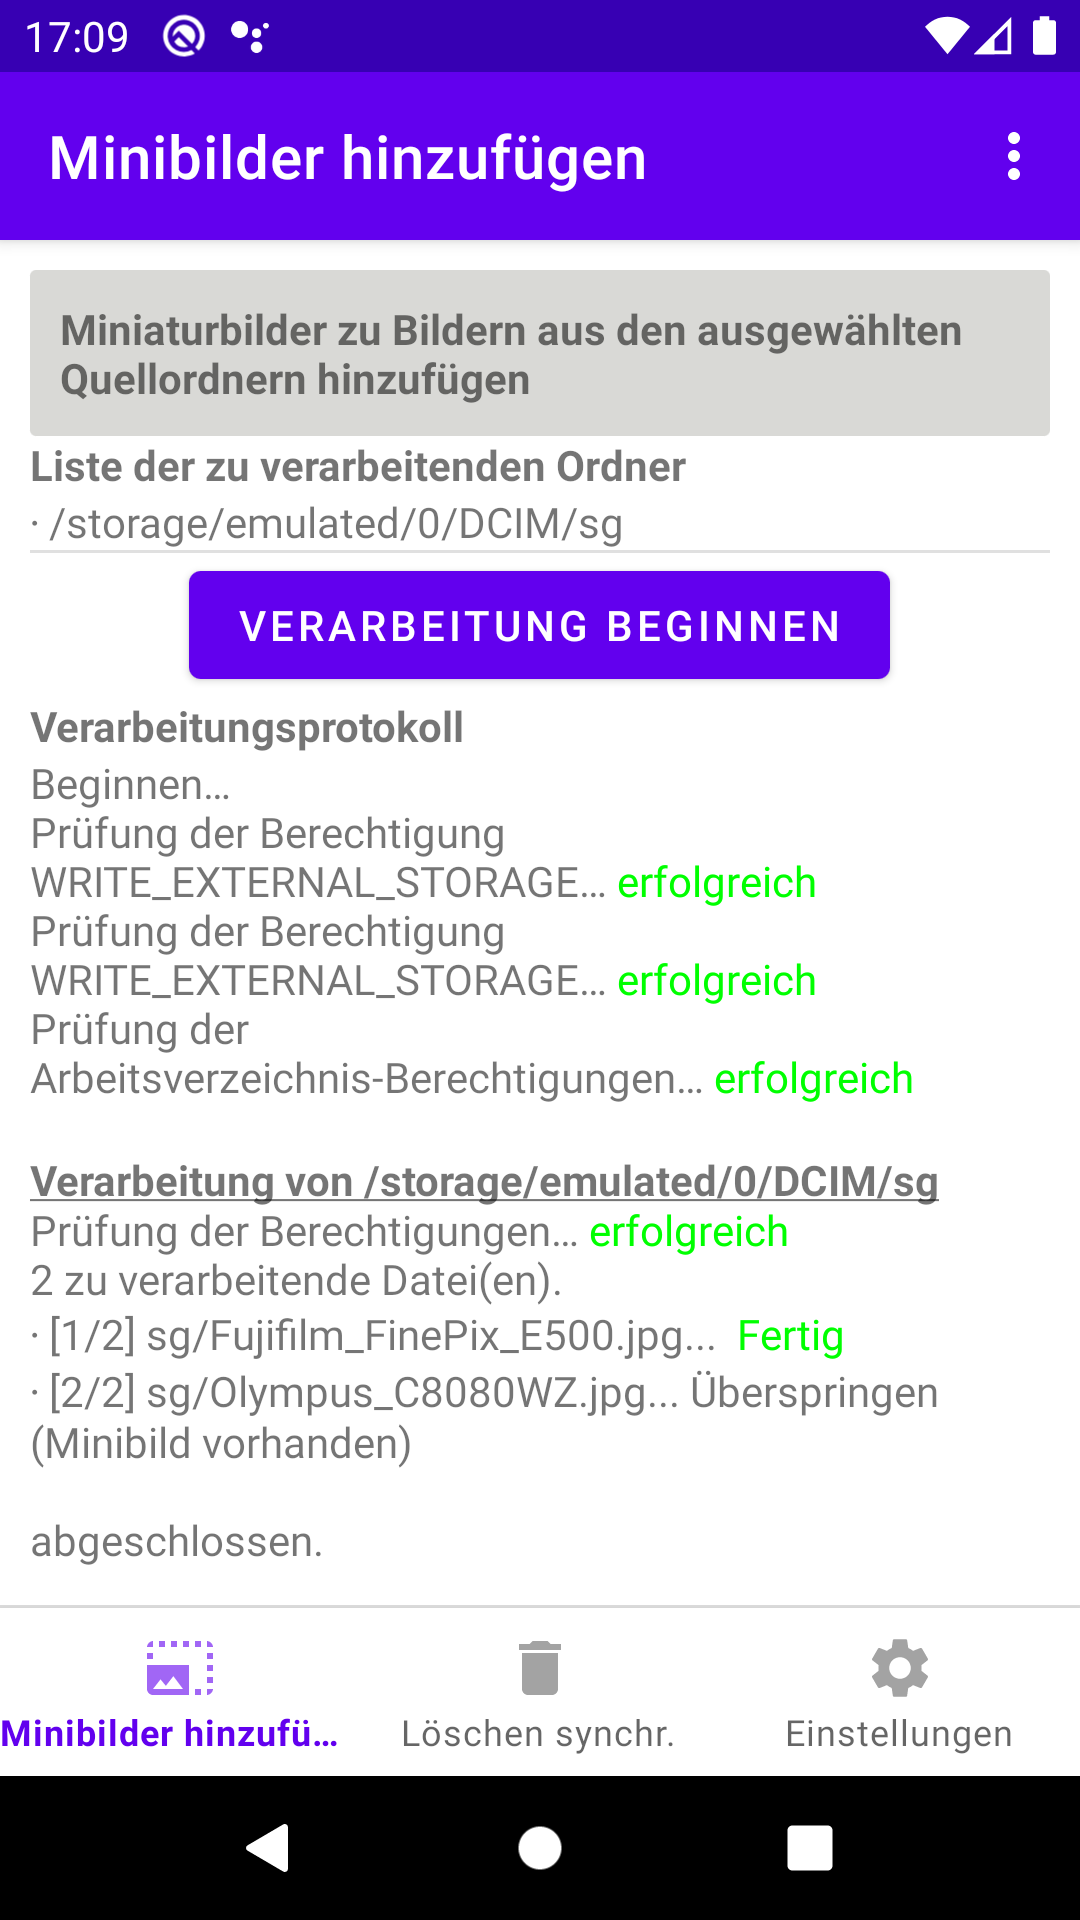 17:09
Minibilder hinzufügen
Miniaturbilder zu Bildern aus den ausgewählten
Quellordnern hinzufügen
Liste der zu verarbeitenden Ordner
· /storage/emulated/0/DCIM/sg
VERARBEITUNG BEGINNEN
Verarbeitungsprotokoll
Beginnen…
Prüfung der Berechtigung
WRITE_EXTERNAL_STORAGE… erfolgreich
Prüfung der Berechtigung
WRITE_EXTERNAL_STORAGE… erfolgreich
Prüfung der
Arbeitsverzeichnis-Berechtigungen… erfolgreich
Verarbeitung von /storage/emulated/0/DCIM/sg
Prüfung der Berechtigungen… erfolgreich
2 zu verarbeitende Datei(en).
· [1/2] sg/Fujifilm_FinePix_E500.jpg... Fertig
· [2/2] sg/Olympus_C8080WZ.jpg... Überspringen
(Minibild vorhanden)
abgeschlossen.
Minibilder hinzufü…
Löschen synchr.
Einstellungen